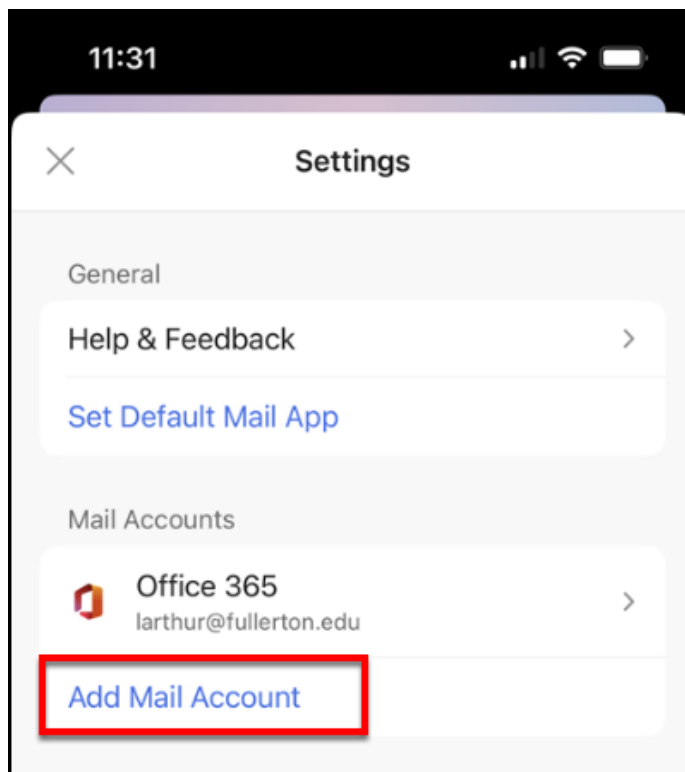 11:31
Settings
General
Help & Feedback
Set Default Mail App
Mail Accounts
Office 365
larthur@fullerton.edu
Add Mail Account